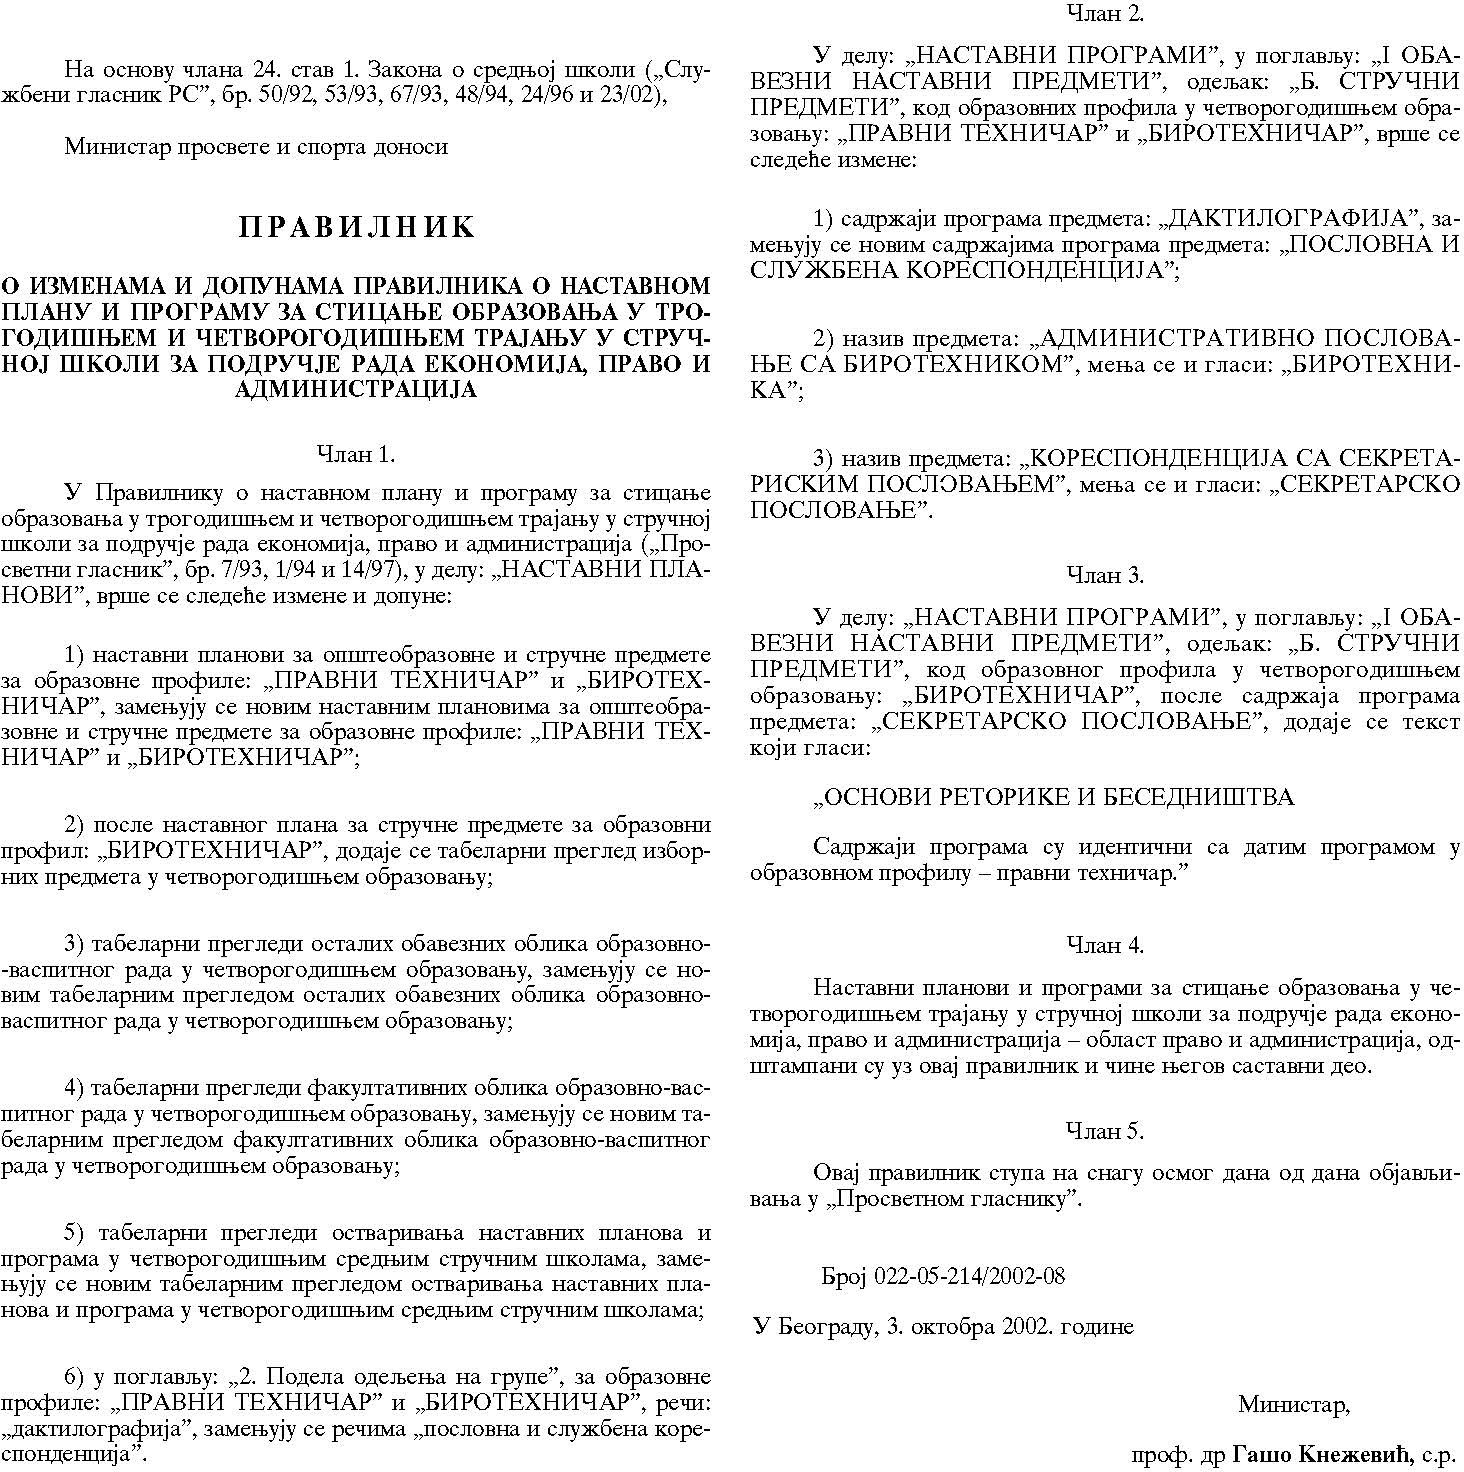 На основу члана 24. став 1. Закона о средњој школи („Слу-
жбени гласник РС”, бр. 50/92, 53/93, 67/93, 48/94, 24/96 и 23/02),
Министар просвете и спорта доноси
ПРАВИЛНИК
О ИЗМЕНАМА И ДОПУНАМА ПРАВИЛНИКА О НАСТАВНОМ
ПЛАНУ И ПРОГРАМУ ЗА СТИЦАЊЕ ОБРАЗОВАЊА У ТРО-
ГОДИШЊЕМ И ЧЕТВОРОГОДИШЊЕМ ТРАЈАЊУ У СТРУЧ-
НОЈ ШКОЛИ ЗА ПОДРУЧЈЕ РАДА ЕКОНОМИЈА, ПРАВО И
АДМИНИСТРАЦИЈА
Члан 1.
У Правилнику о наставном плану и програму за стицање
образовања у трогодишњем и четворогодишњем трајању у стручној
школи за подручје рада економија, право и администрација („Про-
светни гласник”, бр. 7/93, 1/94 и 14/97), у делу: „НАСТАВНИ ПЛА-
НОВИ”, врше се следеће измене и допуне:
1) наставни планови за општеобразовне и стручне предмете
за образовне профиле: „ПРАВНИ ТЕХНИЧАР” и „БИРОТЕХ-
НИЧАР”, замењују се новим наставним плановима за општеобра-
зовне и стручне предмете за образовне профиле: „ПРАВНИ ТЕХ-
НИЧАР” и „БИРОТЕХНИЧАР”;
2) после наставног плана за стручне предмете за образовни
профил: „БИРОТЕХНИЧАР”, додаје се табеларни преглед избор-
них предмета у четворогодишњем образовању;
3) табеларни прегледи осталих обавезних облика образовно-
-васпитног рада у четворогодишњем образовању, замењују се но-
вим табеларним прегледом осталих обавезних облика образовно-
васпитног рада у четворогодишњем образовању;
4) табеларни прегледи факултативних облика образовно-вас-
питног рада у четворогодишњем образовању, замењују се новим та-
беларним прегледом факултативних облика образовно-васпитног
рада у четворогодишњем образовању;
5) табеларни прегледи остваривања наставних планова и
програма у четворогодишњим средњим стручним школама, заме-
њују се новим табеларним прегледом остваривања наставних пла-
нова и програма у четворогодишњим средњим стручним школама;
6) у поглављу: „2. Подела одељења на групе”, за образовне
профиле: „ПРАВНИ ТЕХНИЧАР” и „БИРОТЕХНИЧАР”, речи:
„дактилографија”, замењују се речима „пословна и службена коре-
спонденција”.
Члан 2.
У делу: „НАСТАВНИ ПРОГРАМИ”, у поглављу: „I ОБА-
ВЕЗНИ НАСТАВНИ ПРЕДМЕТИ”, одељак: „Б. СТРУЧНИ
ПРЕДМЕТИ”, код образовних профила у четворогодишњем обра-
зовању: „ПРАВНИ ТЕХНИЧАР” и „БИРОТЕХНИЧАР”, врше се
следеће измене:
1) садржаји програма предмета: „ДАКТИЛОГРАФИЈА”, за-
мењују се новим садржајима програма предмета: „ПОСЛОВНА И
СЛУЖБЕНА КОРЕСПОНДЕНЦИЈА”;
2) назив предмета: „АДМИНИСТРАТИВНО ПОСЛОВА-
ЊЕ СА БИРОТЕХНИКОМ”, мења се и гласи: „БИРОТЕХНИ-
КА”;
3) назив предмета: „КОРЕСПОНДЕНЦИЈА СА СЕКРЕТА-
РИСКИМ ПОСЛОВАЊЕМ”, мења се и гласи: „СЕКРЕТАРСКО
ПОСЛОВАЊЕ”.
Члан 3.
У делу: „НАСТАВНИ ПРОГРАМИ”, у поглављу: „I ОБА-
ВЕЗНИ НАСТАВНИ ПРЕДМЕТИ”, одељак: „Б. СТРУЧНИ
ПРЕДМЕТИ”, код образовног профила у четворогодишњем
образовању: „БИРОТЕХНИЧАР”, после садржаја програма
предмета: „СЕКРЕТАРСКО ПОСЛОВАЊЕ”, додаје се текст
који гласи:
„ОСНОВИ РЕТОРИКЕ И БЕСЕДНИШТВА
Садржаји програма су идентични са датим програмом у
образовном профилу – правни техничар.”
Члан 4.
Наставни планови и програми за стицање образовања у че-
творогодишњем трајању у стручној школи за подручје рада еконо-
мија, право и администрација – област право и администрација, од-
штампани су уз овај правилник и чине његов саставни део.
Члан 5.
Овај правилник ступа на снагу осмог дана од дана објављи-
вања у „Просветном гласнику”.
Број 022-05-214/2002-08
У Београду, 3. октобра 2002. године
Министар,
проф. др Гашо Кнежевић, с.р.